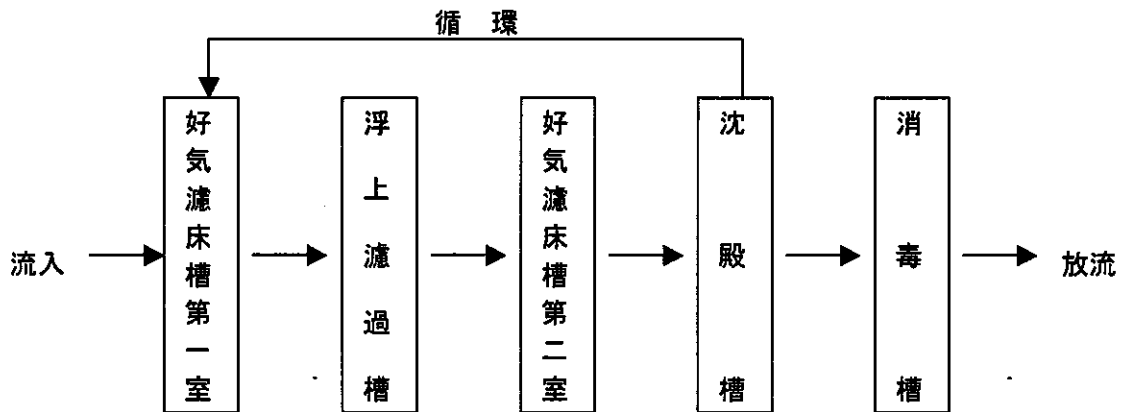 循環
流入
好気濾床槽第一室
浮上濾過槽
好気濾床槽第二室
沈殿槽
消毒槽
放流